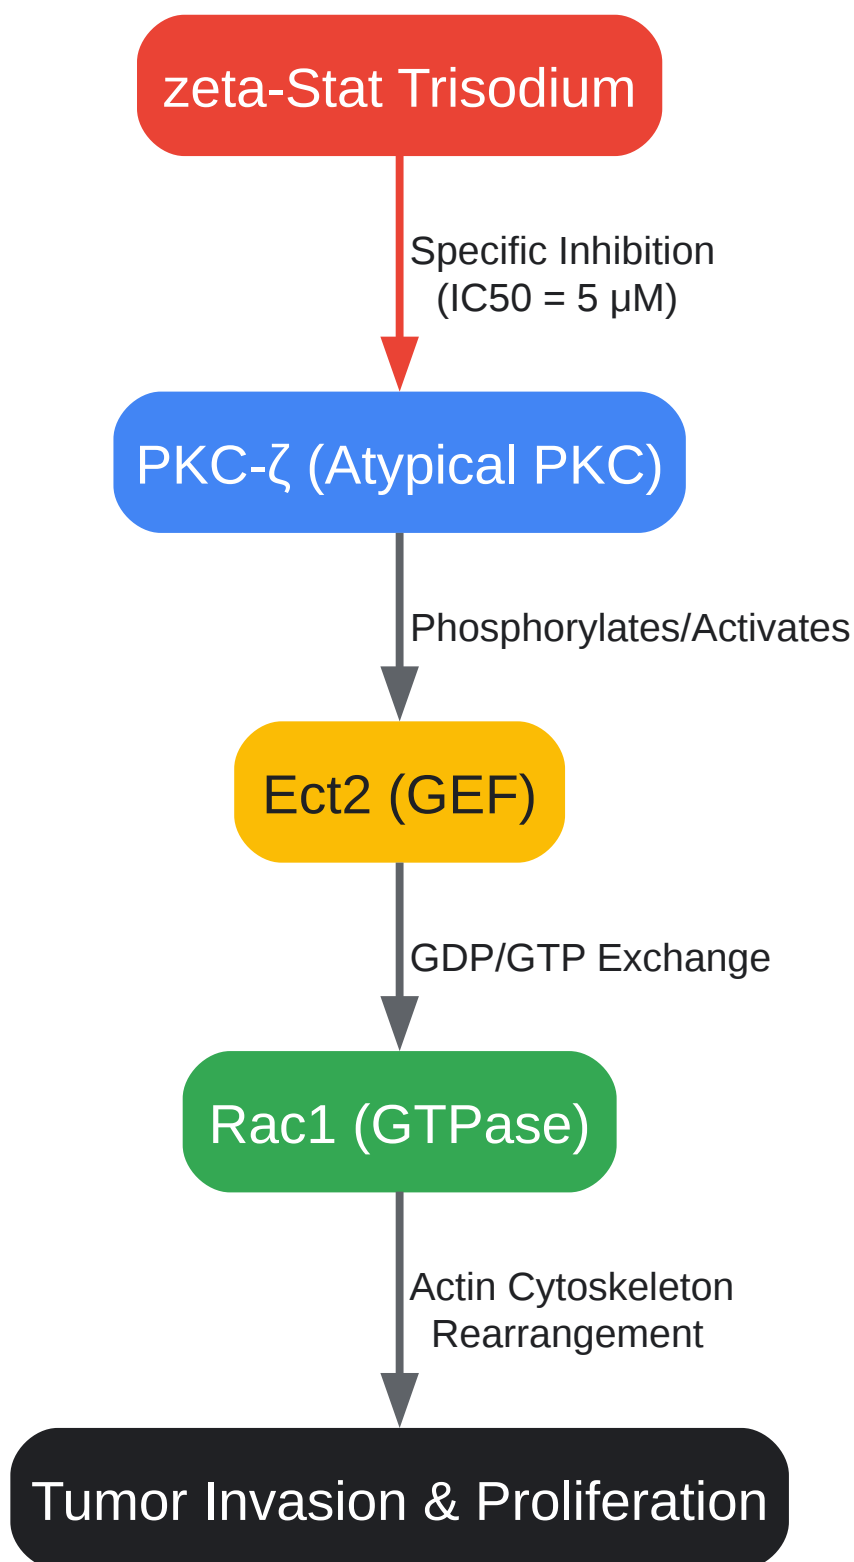 zeta-Stat Trisodium
Specific Inhibition
(IC50 = 5 μM)
PKC-ζ (Atypical PKC)
Phosphorylates/Activates
Ect2 (GEF)
GDP/GTP Exchange
Rac1 (GTPase)
Actin Cytoskeleton
Rearrangement
Tumor Invasion & Proliferation